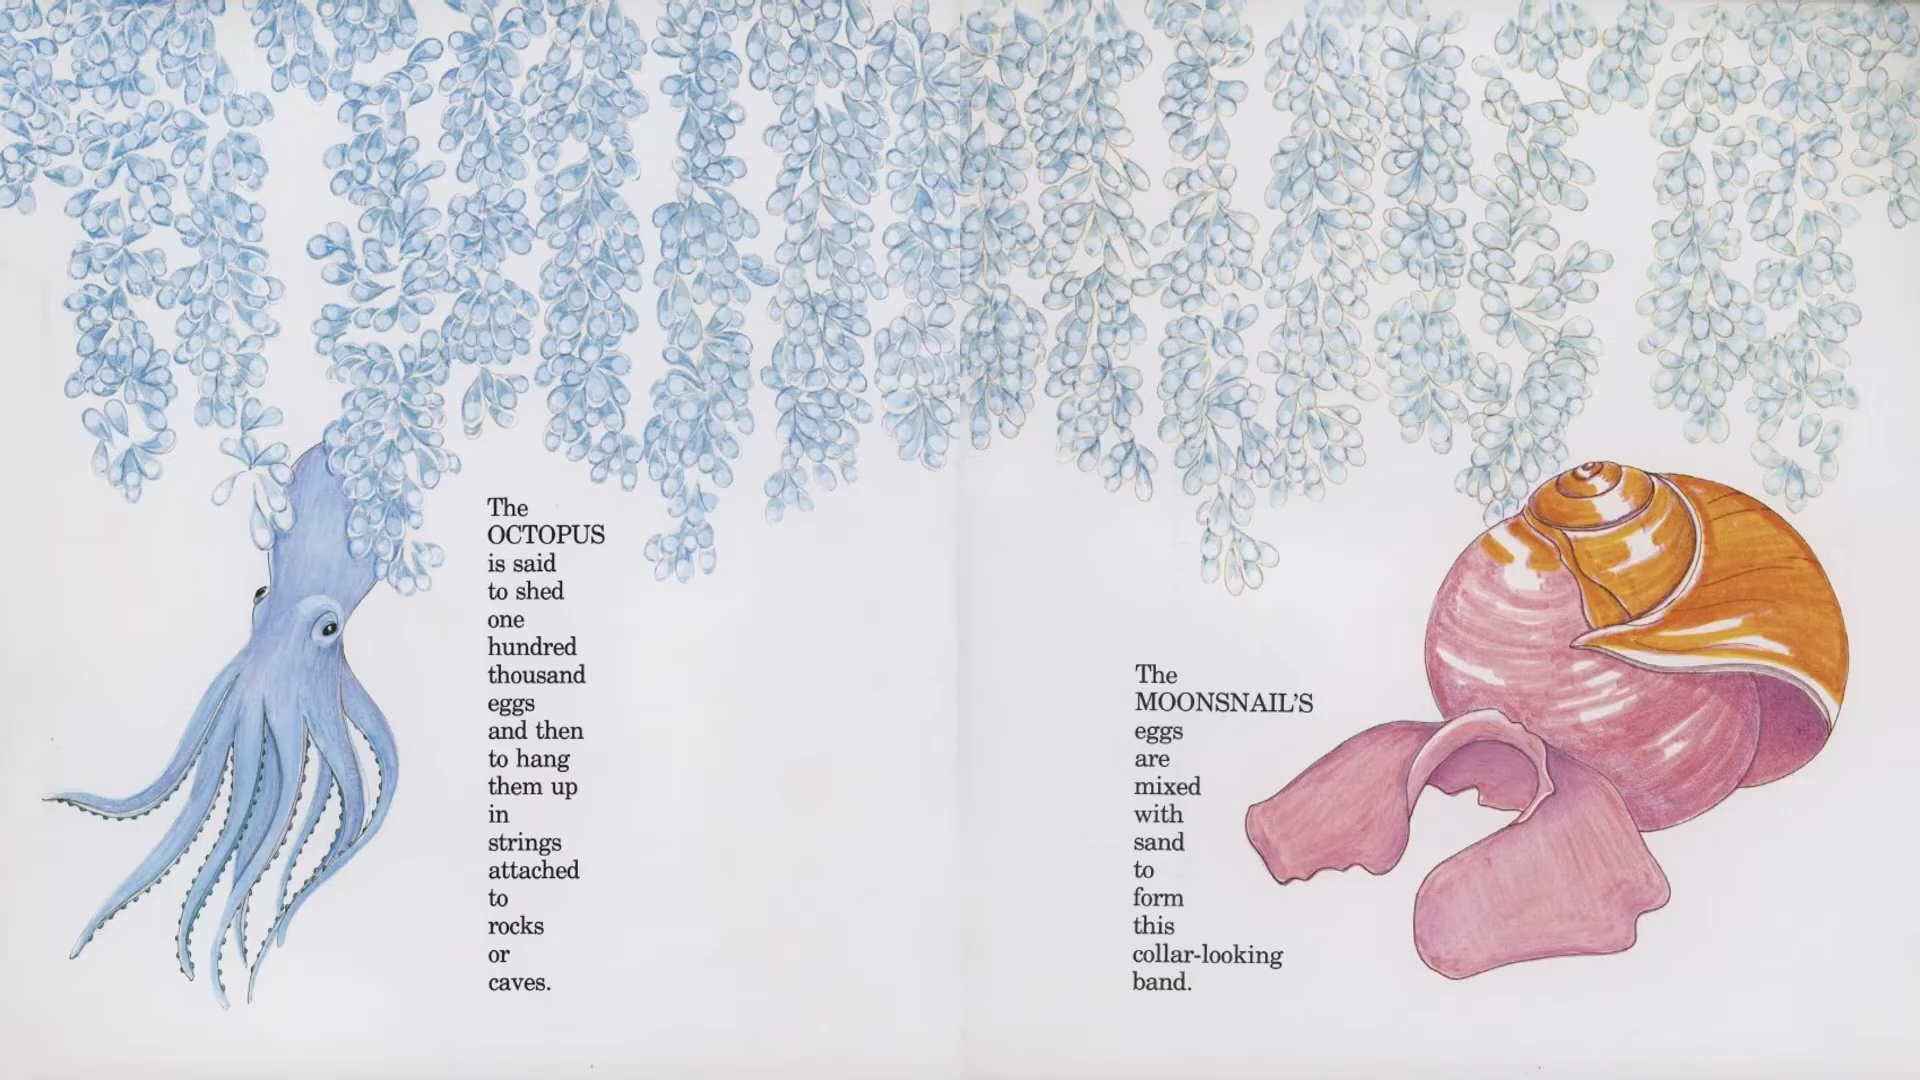 The
OCTOPUS
is said
to shed
one
hundred
thousand
eggs
and then
to hang
them up
in
strings
attached
to
rocks
or
caves.
The
MOONSNAIL'S
eggs
are
mixed
with
sand
to
form
this
collar-looking
band.